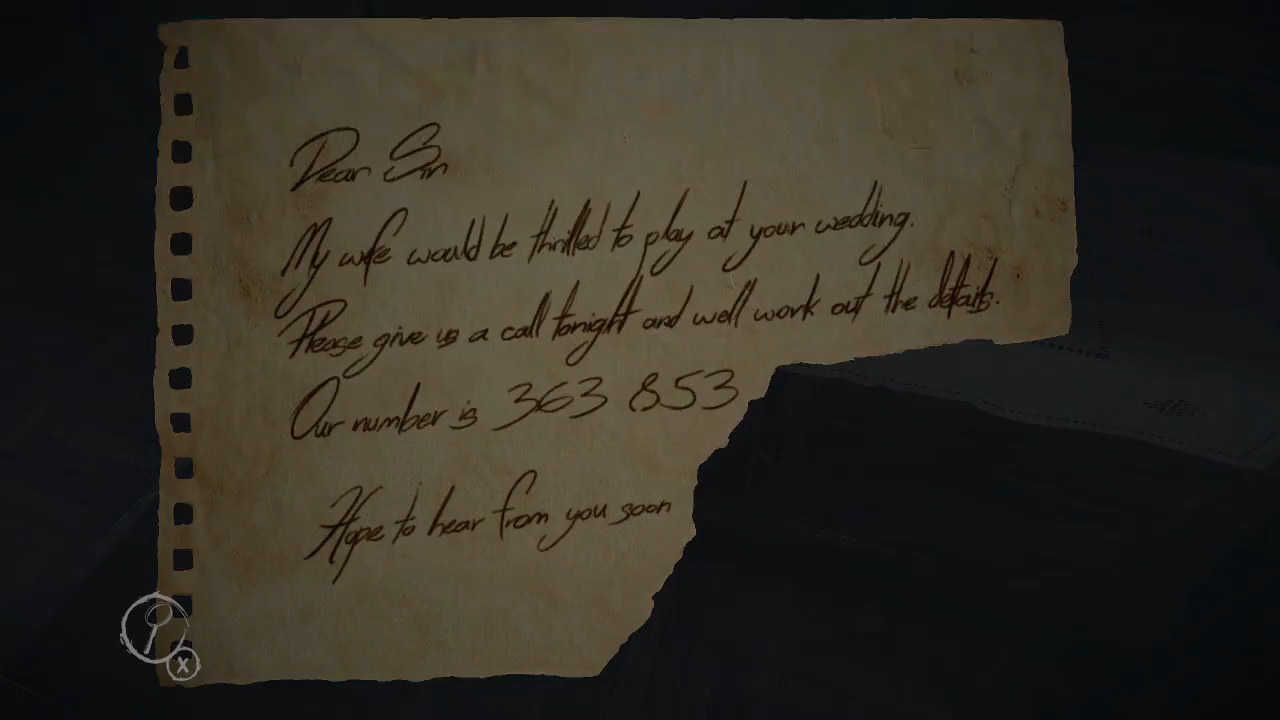 Dear Sir
My wife would be thrilled to play at your wedding.
Please give us a call tonight and well work out the details.
Our number is 363 853
Hope to hear from you soon
X